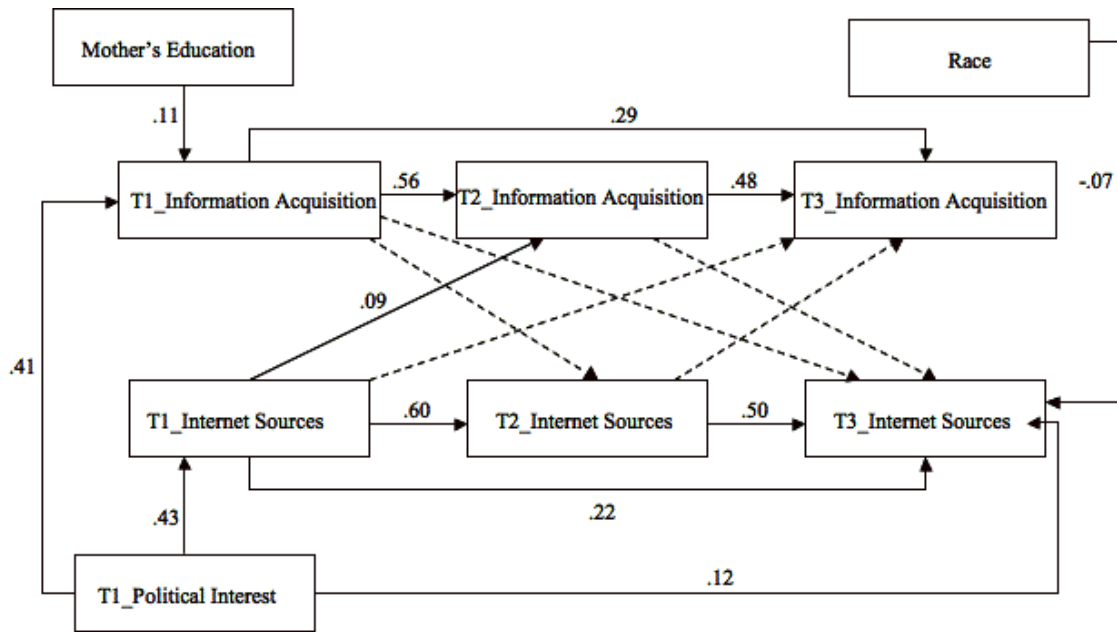 Mother's Education
Race
.11
.29
T1_Information Acquisition
.56
T2_Information Acquisition
.48
T3_Information Acquisition
-.07
.09
.41
T1_Internet Sources
.60
T2_Internet Sources
.50
T3_Internet Sources
.43
.22
T1_Political Interest
.12